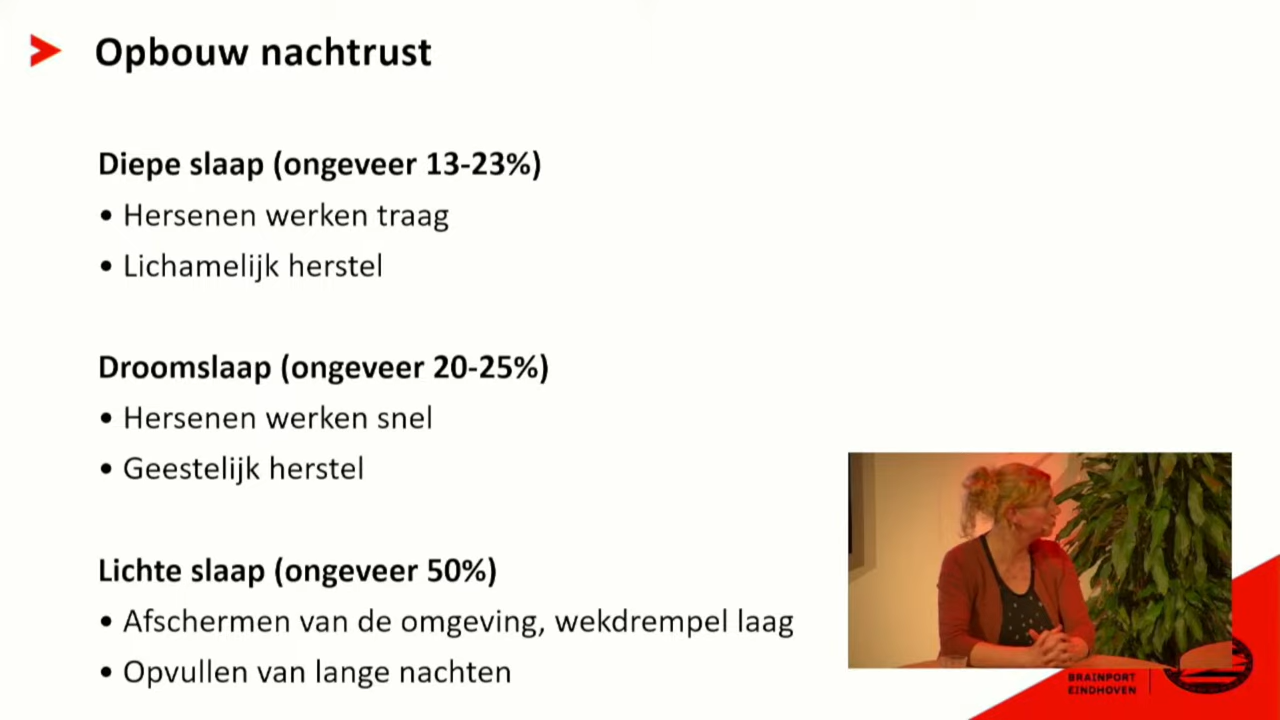 Opbouw nachtrust
Diepe slaap (ongeveer 13-23%)
• Hersenen werken traag
• Lichamelijk herstel
Droomslaap (ongeveer 20-25%)
• Hersenen werken snel
• Geestelijk herstel
Lichte slaap (ongeveer 50%)
• Afschermen van de omgeving, wekdrempel laag
• Opvullen van lange nachten
BRAINPORT
EINDHOVEN